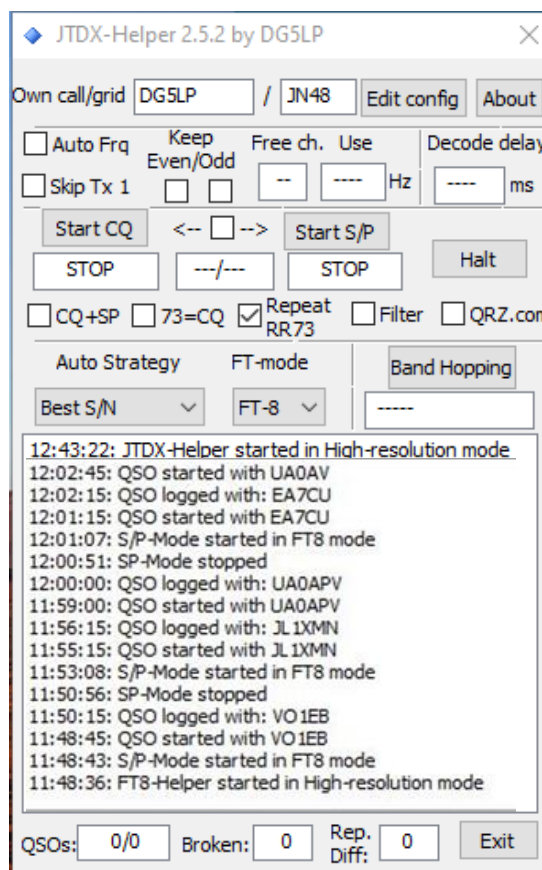 JTDX-Helper 2.5.2 by DG5LP
Own call/grid DG5LP / JN48 Edit config About
Auto Frq Keep Even/Odd Free ch. Use Decode delay
Skip Tx 1 -- ---- Hz ---- ms
Start CQ <-- --> Start S/P
STOP ---/--- STOP Halt
CQ+SP 73=CQ Repeat RR73 Filter QRZ.com
Auto Strategy FT-mode Band Hopping
Best S/N FT-8 -----
12:43:22: JTDX-Helper started in High-resolution mode
12:02:45: QSO started with UA0AV
12:02:15: QSO logged with: EA7CU
12:01:15: QSO started with EA7CU
12:01:07: S/P-Mode started in FT8 mode
12:00:51: SP-Mode stopped
12:00:00: QSO logged with: UA0APV
11:59:00: QSO started with UA0APV
11:56:15: QSO logged with: JL1XMN
11:55:15: QSO started with JL1XMN
11:53:08: S/P-Mode started in FT8 mode
11:50:56: SP-Mode stopped
11:50:15: QSO logged with: VO1EB
11:48:45: QSO started with VO1EB
11:48:43: S/P-Mode started in FT8 mode
11:48:36: FT8-Helper started in High-resolution mode
QSOs: 0/0 Broken: 0 Rep. Diff: 0 Exit